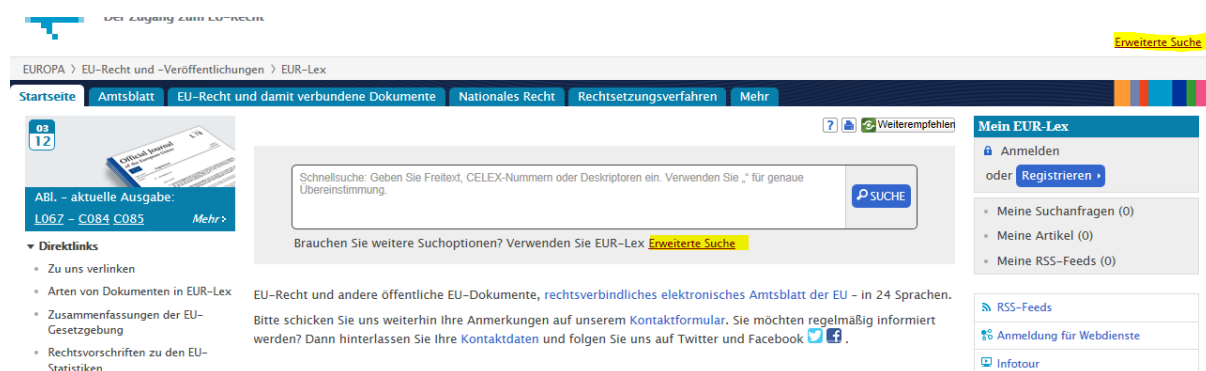 Der Zugang zum EU-Recht
Erweiterte Suche
EUROPA > EU-Recht und -Veröffentlichungen > EUR-Lex
Startseite Amtsblatt EU-Recht und damit verbundene Dokumente Nationales Recht Rechtsetzungsverfahren Mehr
03
12
Official Journal
of the European Union
L 78
ABl. - aktuelle Ausgabe:
L067 - C084 C085 Mehr
Direktlinks
Zu uns verlinken
Arten von Dokumenten in EUR-Lex
Zusammenfassungen der EU-
Gesetzgebung
Rechtsvorschriften zu den EU-
Statistiken
? Weiterempfehlen
Schnellsuche: Geben Sie Freitext, CELEX-Nummern oder Deskriptoren ein. Verwenden Sie „“ für genaue
Übereinstimmung.
SUCHE
Brauchen Sie weitere Suchoptionen? Verwenden Sie EUR-Lex Erweiterte Suche
EU-Recht und andere öffentliche EU-Dokumente, rechtsverbindliches elektronisches Amtsblatt der EU - in 24 Sprachen.
Bitte schicken Sie uns weiterhin Ihre Anmerkungen auf unserem Kontaktformular. Sie möchten regelmäßig informiert
werden? Dann hinterlassen Sie Ihre Kontaktdaten und folgen Sie uns auf Twitter und Facebook .
Mein EUR-Lex
Anmelden
oder Registrieren
Meine Suchanfragen (0)
Meine Artikel (0)
Meine RSS-Feeds (0)
RSS-Feeds
Anmeldung für Webdienste
Infotour